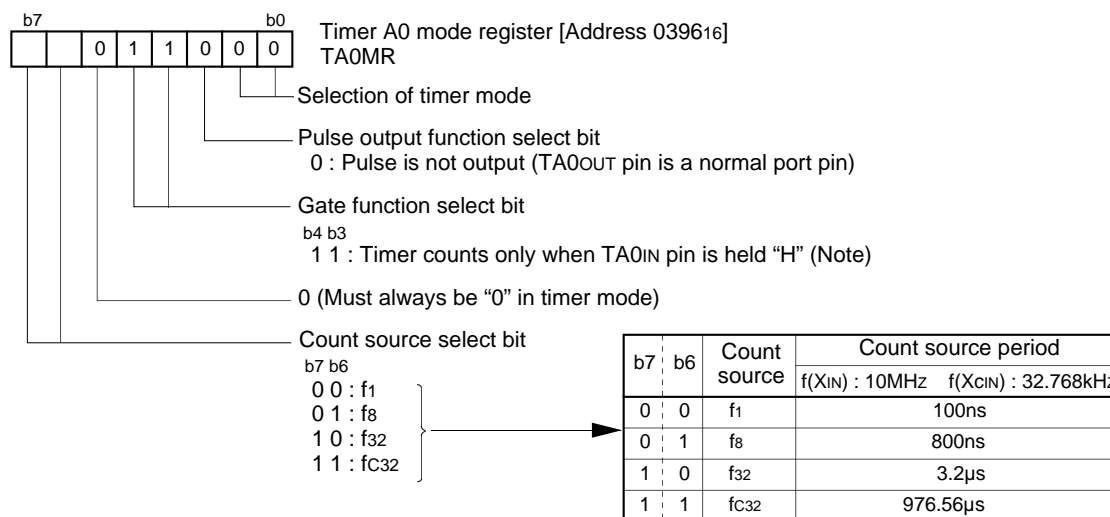 b7 b0
0 1 1 0 0 0
Timer A0 mode register [Address 039616]
TA0MR
Selection of timer mode
Pulse output function select bit
0 : Pulse is not output (TA0OUT pin is a normal port pin)
Gate function select bit
b4 b3
1 1 : Timer counts only when TA0IN pin is held “H” (Note)
0 (Must always be “0” in timer mode)
Count source select bit
b7 b6
0 0 : f1
0 1 : f8
1 0 : f32
1 1 : fC32
b7 b6 Count source Count source period
f(XIN) : 10MHz f(XCIN) : 32.768kHz
0 0 f1 100ns
0 1 f8 800ns
1 0 f32 3.2µs
1 1 fC32 976.56µs